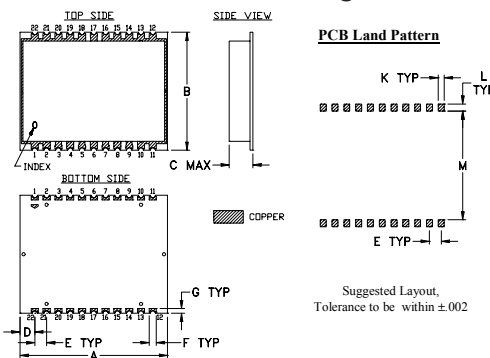 TOP SIDE
22 21 20 19 18 17 16 15 14 13 12
B
INDEX
1 2 3 4 5 6 7 8 9 10 11
SIDE VIEW
C MAX
BOTTOM SIDE
1 2 3 4 5 6 7 8 9 10 11
COPPER
G TYP
22 21 20 19 18 17 16 15 14 13 12
D
E TYP
F TYP
A
PCB Land Pattern
K TYP
L
TYP
M
E TYP
Suggested Layout,
Tolerance to be within ±.002